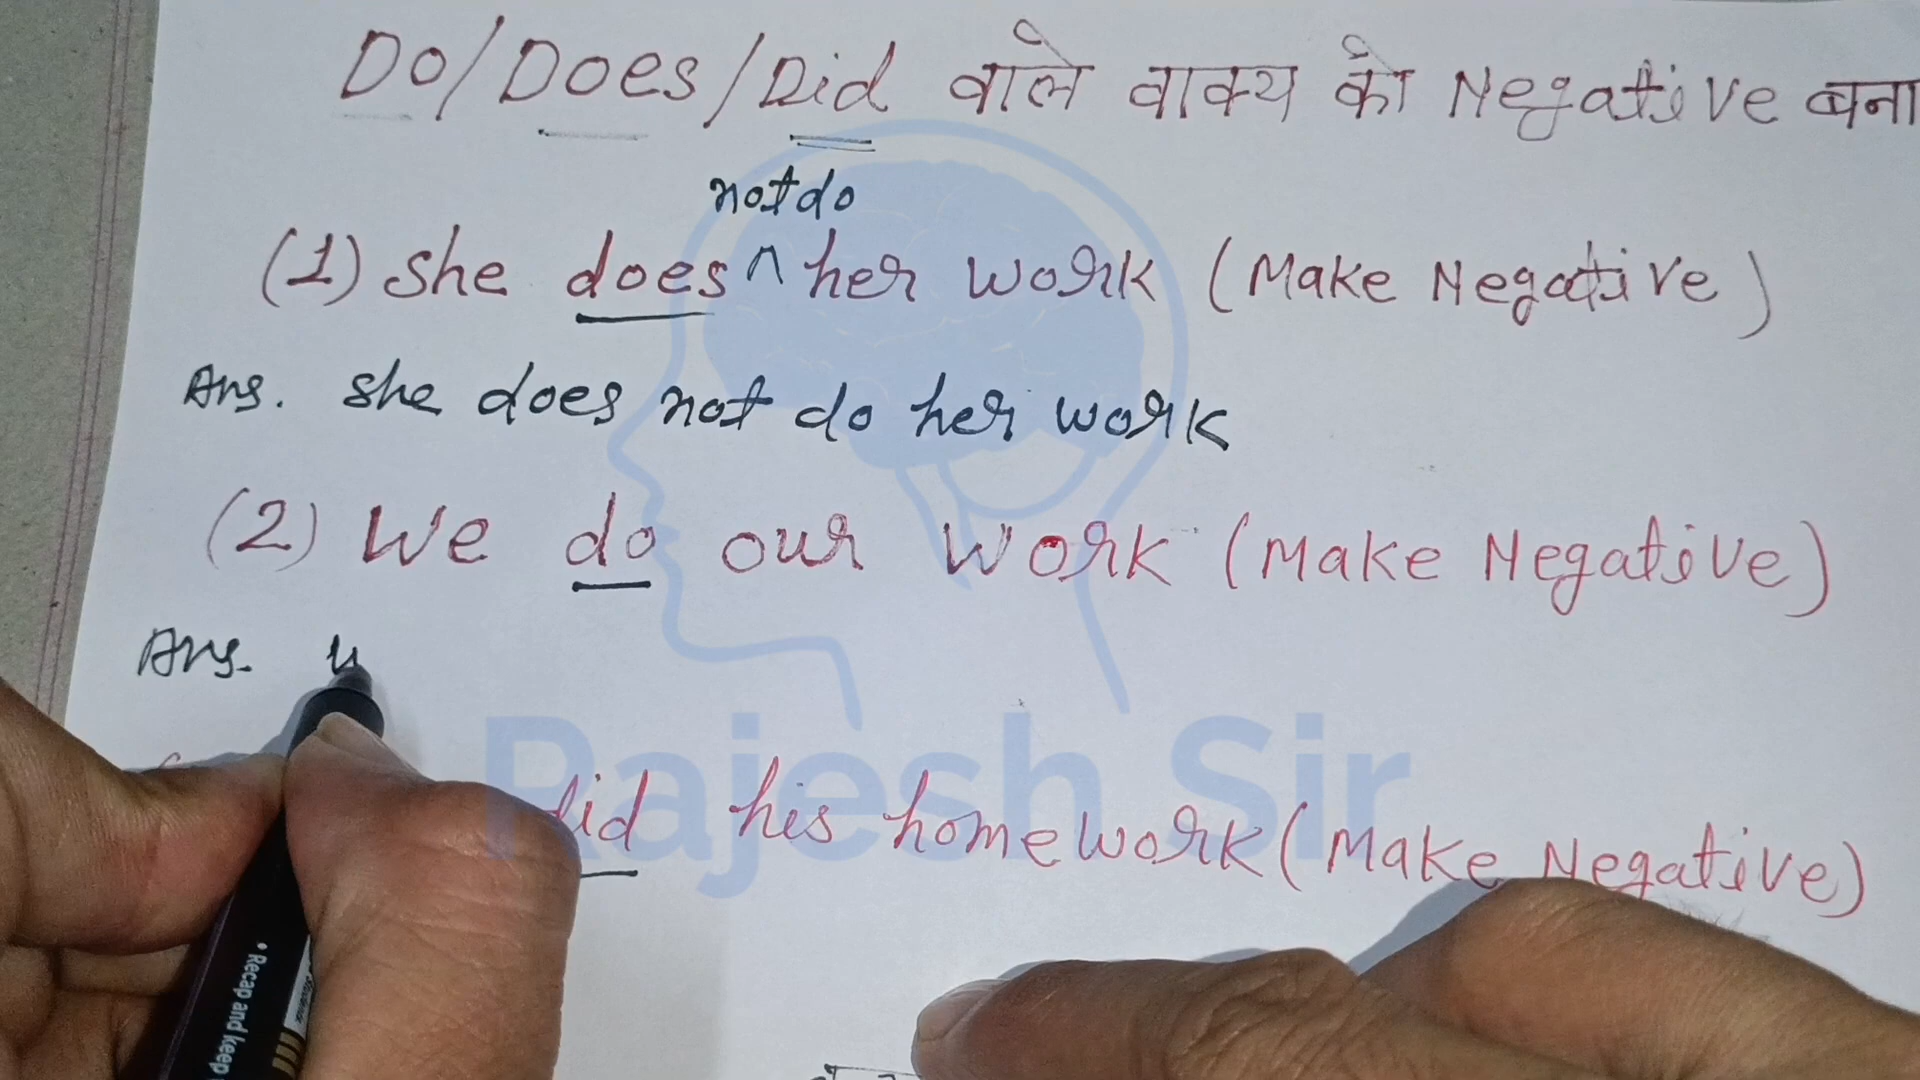 Do/Does/Did वाले वाक्य को Negative बना
not do
(1) She does ^ her work (Make Negative)
Ans. She does not do her work
(2) We do our work (Make Negative)
Ans.
did his homework (Make Negative)
Rajesh Sir
• Recap and keep